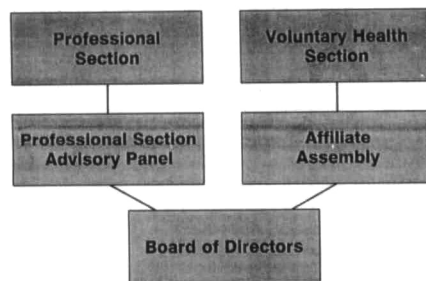 Professional
Section
Voluntary Health
Section
Professional Section
Advisory Panel
Affiliate
Assembly
Board of Directors